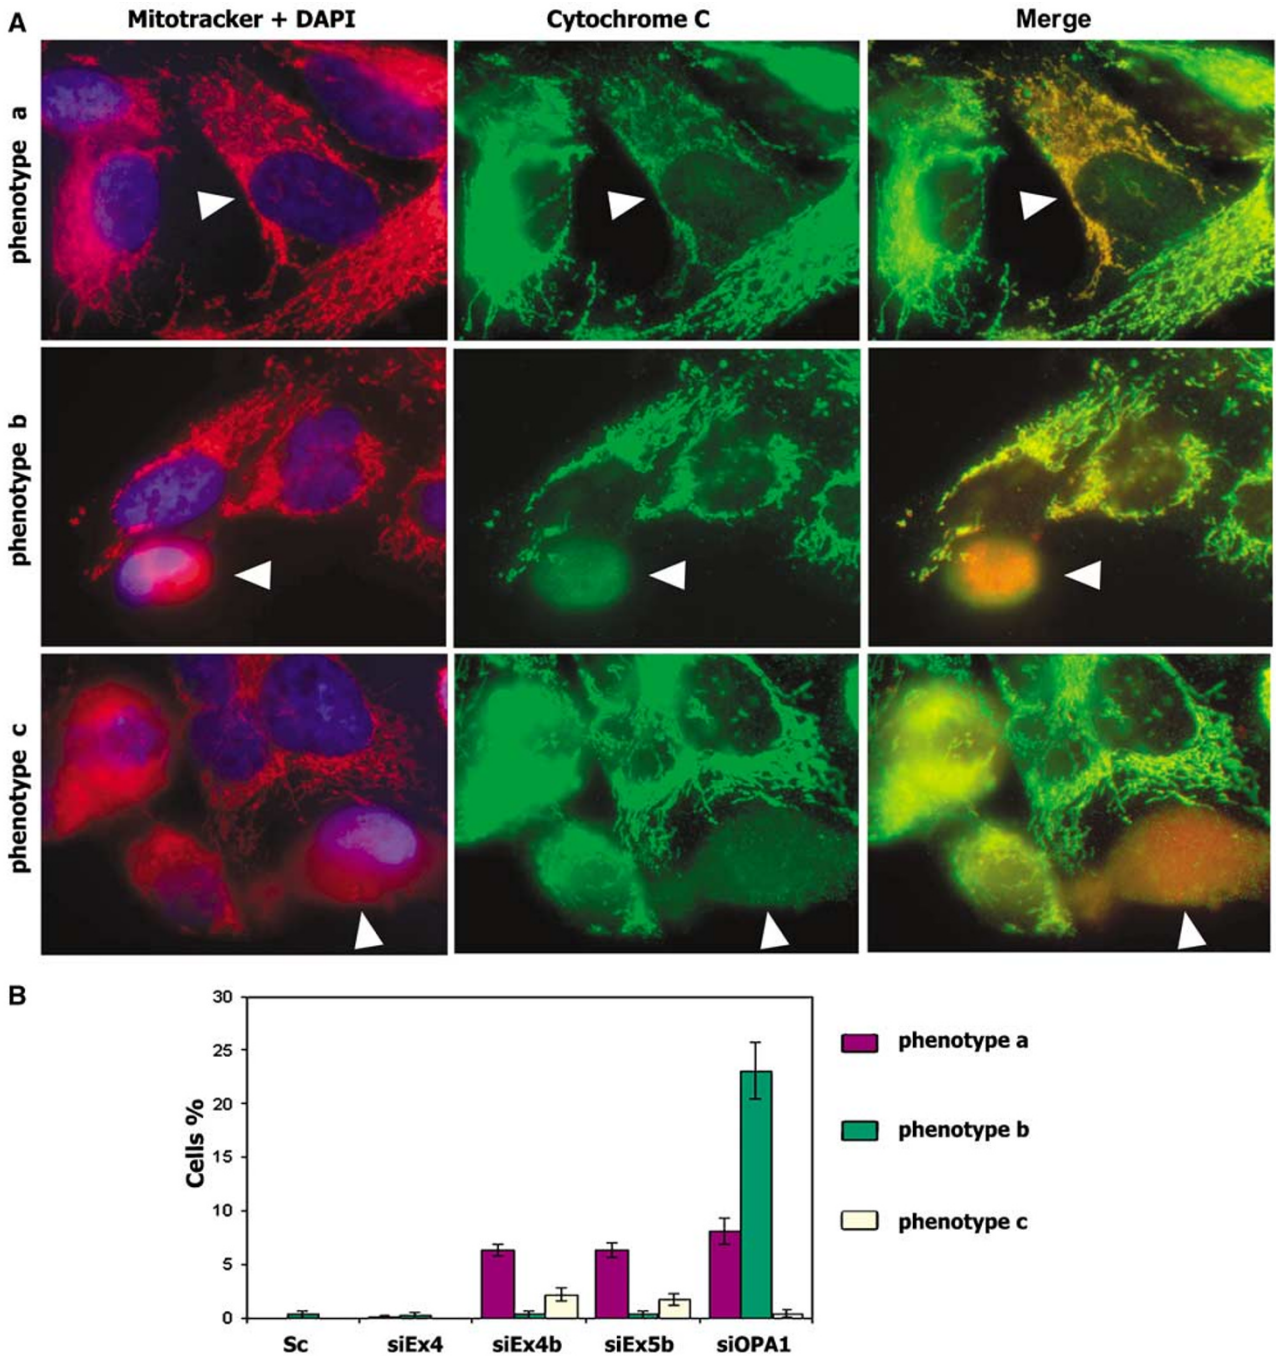 A
Mitotracker + DAPI
Cytochrome C
Merge
phenotype a
phenotype b
phenotype c
B
Cells %
30
25
20
15
10
5
0
Sc
siEx4
siEx4b
siEx5b
siOPA1
phenotype a
phenotype b
phenotype c